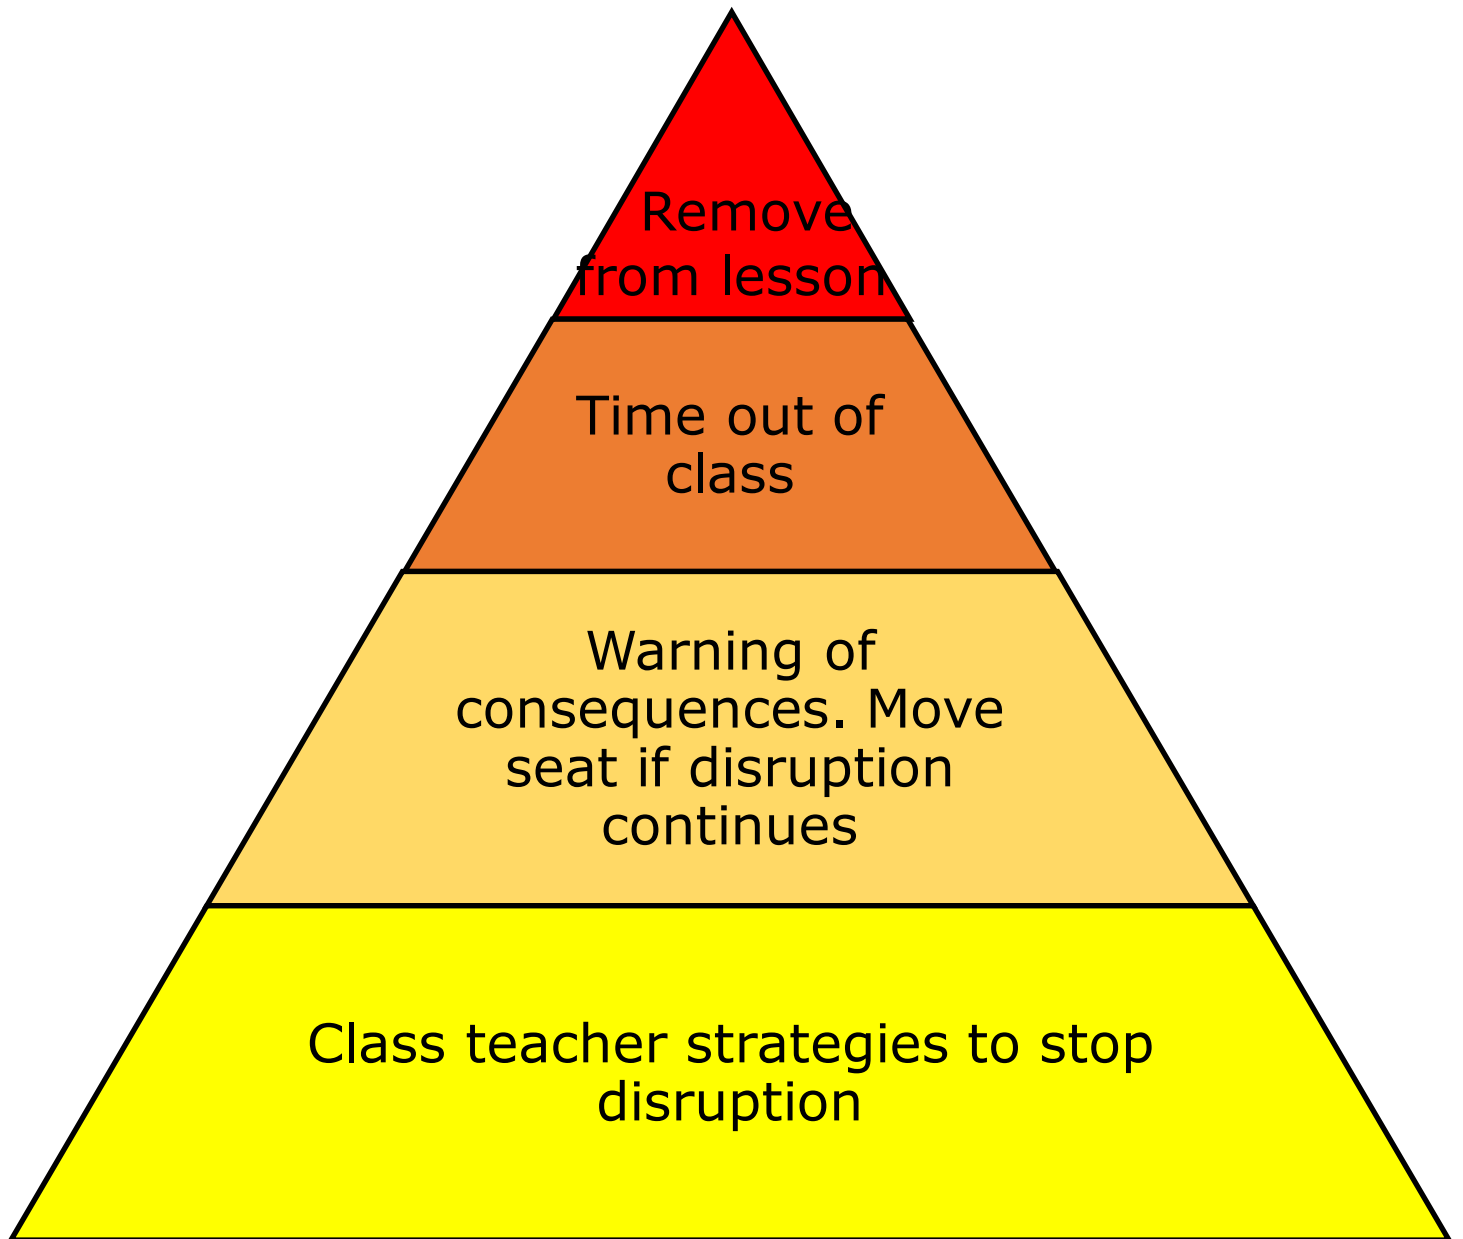 Remove
from lesson
Time out of
class
Warning of
consequences. Move
seat if disruption
continues
Class teacher strategies to stop
disruption